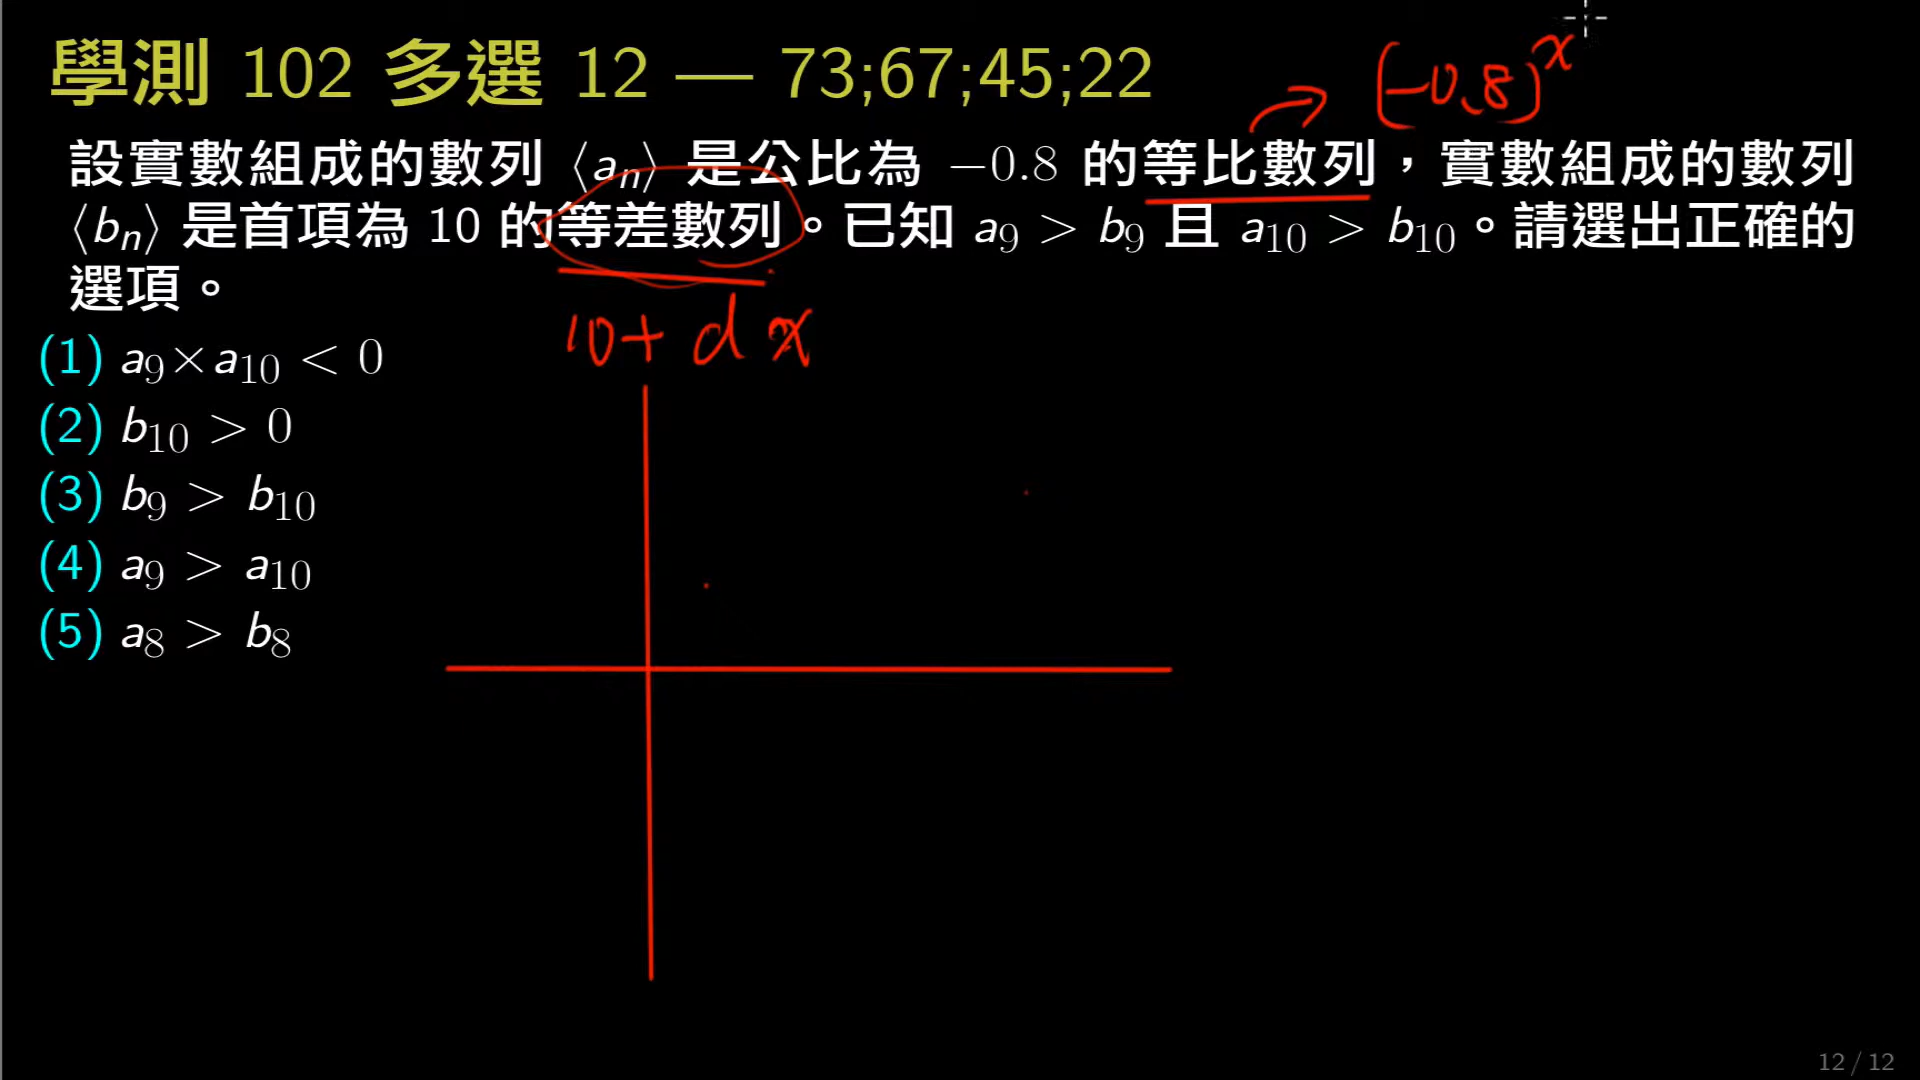 學測 102 多選 12 — 73;67;45;22
(-0.8)^x
設實數組成的數列 ⟨a_n⟩ 是公比為 −0.8 的等比數列，實數組成的數列
⟨b_n⟩ 是首項為 10 的等差數列。已知 a_9 > b_9 且 a_10 > b_10。請選出正確的
選項。
10+dx
(1) a_9×a_10 < 0
(2) b_10 > 0
(3) b_9 > b_10
(4) a_9 > a_10
(5) a_8 > b_8
12 / 12